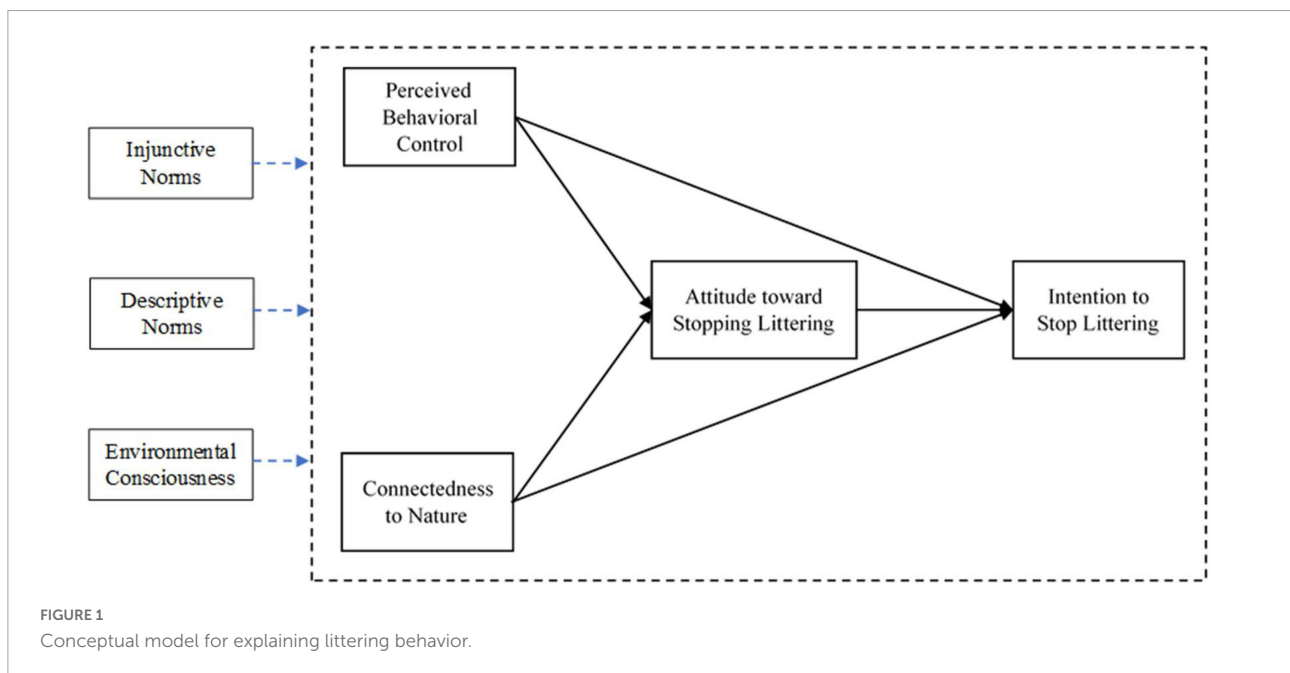 Perceived
Behavioral
Control
Injunctive
Norms
Descriptive
Norms
Attitude toward
Stopping Littering
Intention to
Stop Littering
Environmental
Consciousness
Connectedness
to Nature
FIGURE 1
Conceptual model for explaining littering behavior.